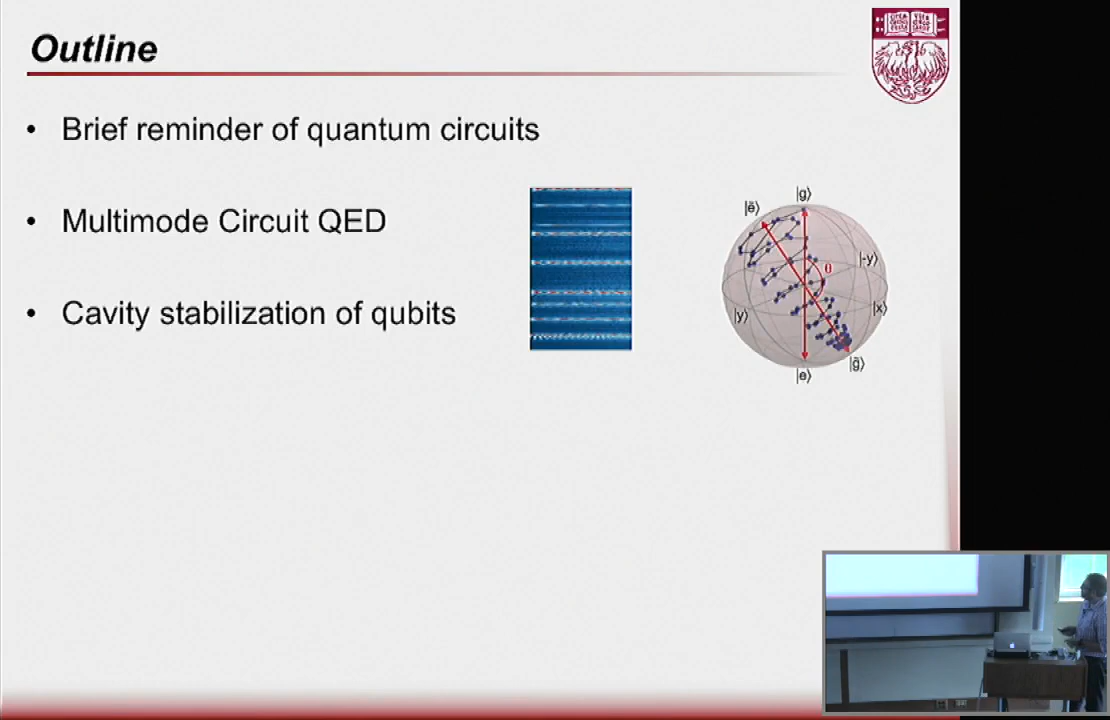 Outline
• Brief reminder of quantum circuits
• Multimode Circuit QED
• Cavity stabilization of qubits
|g⟩
|ẽ⟩
θ
|-y⟩
|y⟩
|x⟩
|g̃⟩
|e⟩